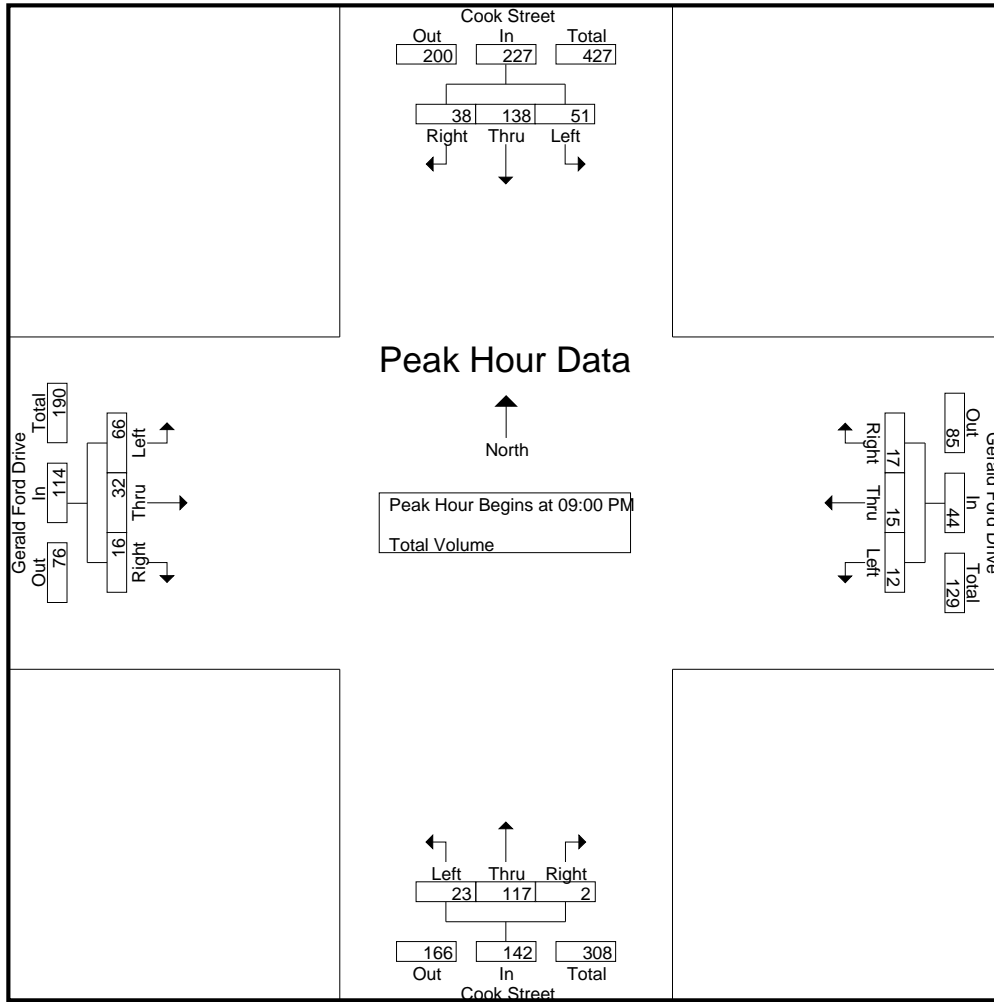 Cook Street
Out In Total
200 227 427
38 138 51
Right Thru Left
Peak Hour Data
North
Peak Hour Begins at 09:00 PM
Total Volume
Gerald Ford Drive
Out In Total
76 114 190
66 32 16
Left Thru Right
Gerald Ford Drive
Out In Total
85 44 129
17 15 12
Right Thru Left
Left Thru Right
23 117 2
166 142 308
Out In Total
Cook Street